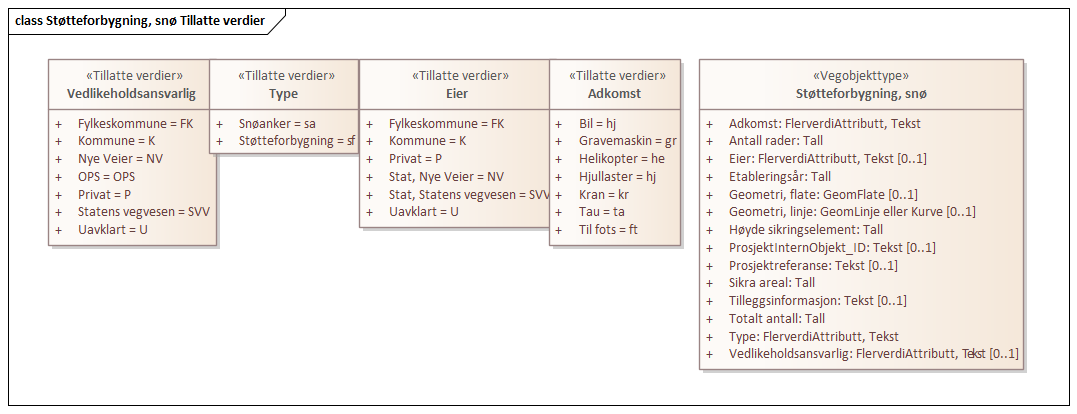 class Støtteforbygning, snø Tillatte verdier
«Tillatte verdier»
Vedlikeholdsansvarlig
+ Fylkeskommune = FK
+ Kommune = K
+ Nye Veier = NV
+ OPS = OPS
+ Privat = P
+ Statens vegvesen = SVV
+ Uavklart = U
«Tillatte verdier»
Type
+ Snøanker = sa
+ Støtteforbygning = sf
«Tillatte verdier»
Eier
+ Fylkeskommune = FK
+ Kommune = K
+ Privat = P
+ Stat, Nye Veier = NV
+ Stat, Statens vegvesen = SVV
+ Uavklart = U
«Tillatte verdier»
Adkomst
+ Bil = hj
+ Gravemaskin = gr
+ Helikopter = he
+ Hjullaster = hj
+ Kran = kr
+ Tau = ta
+ Til fots = ft
«Vegobjekttype»
Støtteforbygning, snø
+ Adkomst: FlerverdiAttributt, Tekst
+ Antall rader: Tall
+ Eier: FlerverdiAttributt, Tekst [0..1]
+ Etableringsår: Tall
+ Geometri, flate: GeomFlate [0..1]
+ Geometri, linje: GeomLinje eller Kurve [0..1]
+ Høyde sikringselement: Tall
+ ProsjektInternObjekt_ID: Tekst [0..1]
+ Prosjektreferanse: Tekst [0..1]
+ Sikra areal: Tall
+ Tilleggsinformasjon: Tekst [0..1]
+ Totalt antall: Tall
+ Type: FlerverdiAttributt, Tekst
+ Vedlikeholdsansvarlig: FlerverdiAttributt, Tekst [0..1]